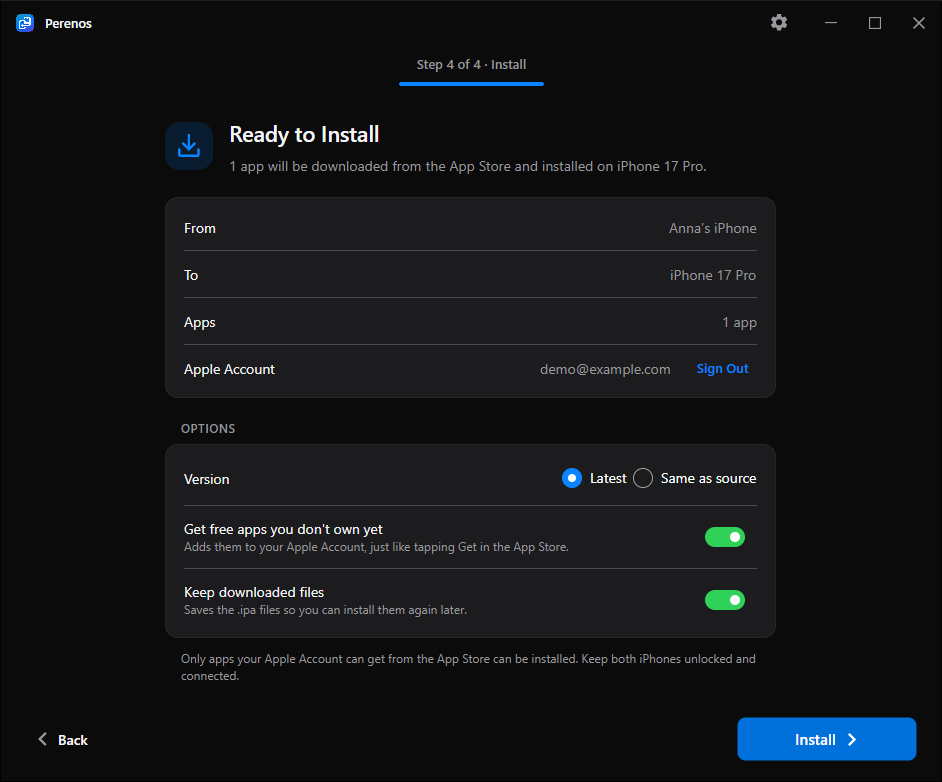 Perenos
Step 4 of 4 · Install
Ready to Install
1 app will be downloaded from the App Store and installed on iPhone 17 Pro.
From
Anna’s iPhone
To
iPhone 17 Pro
Apps
1 app
Apple Account
demo@example.com
Sign Out
OPTIONS
Version
Latest
Same as source
Get free apps you don't own yet
Adds them to your Apple Account, just like tapping Get in the App Store.
Keep downloaded files
Saves the .ipa files so you can install them again later.
Only apps your Apple Account can get from the App Store can be installed. Keep both iPhones unlocked and
connected.
Back
Install